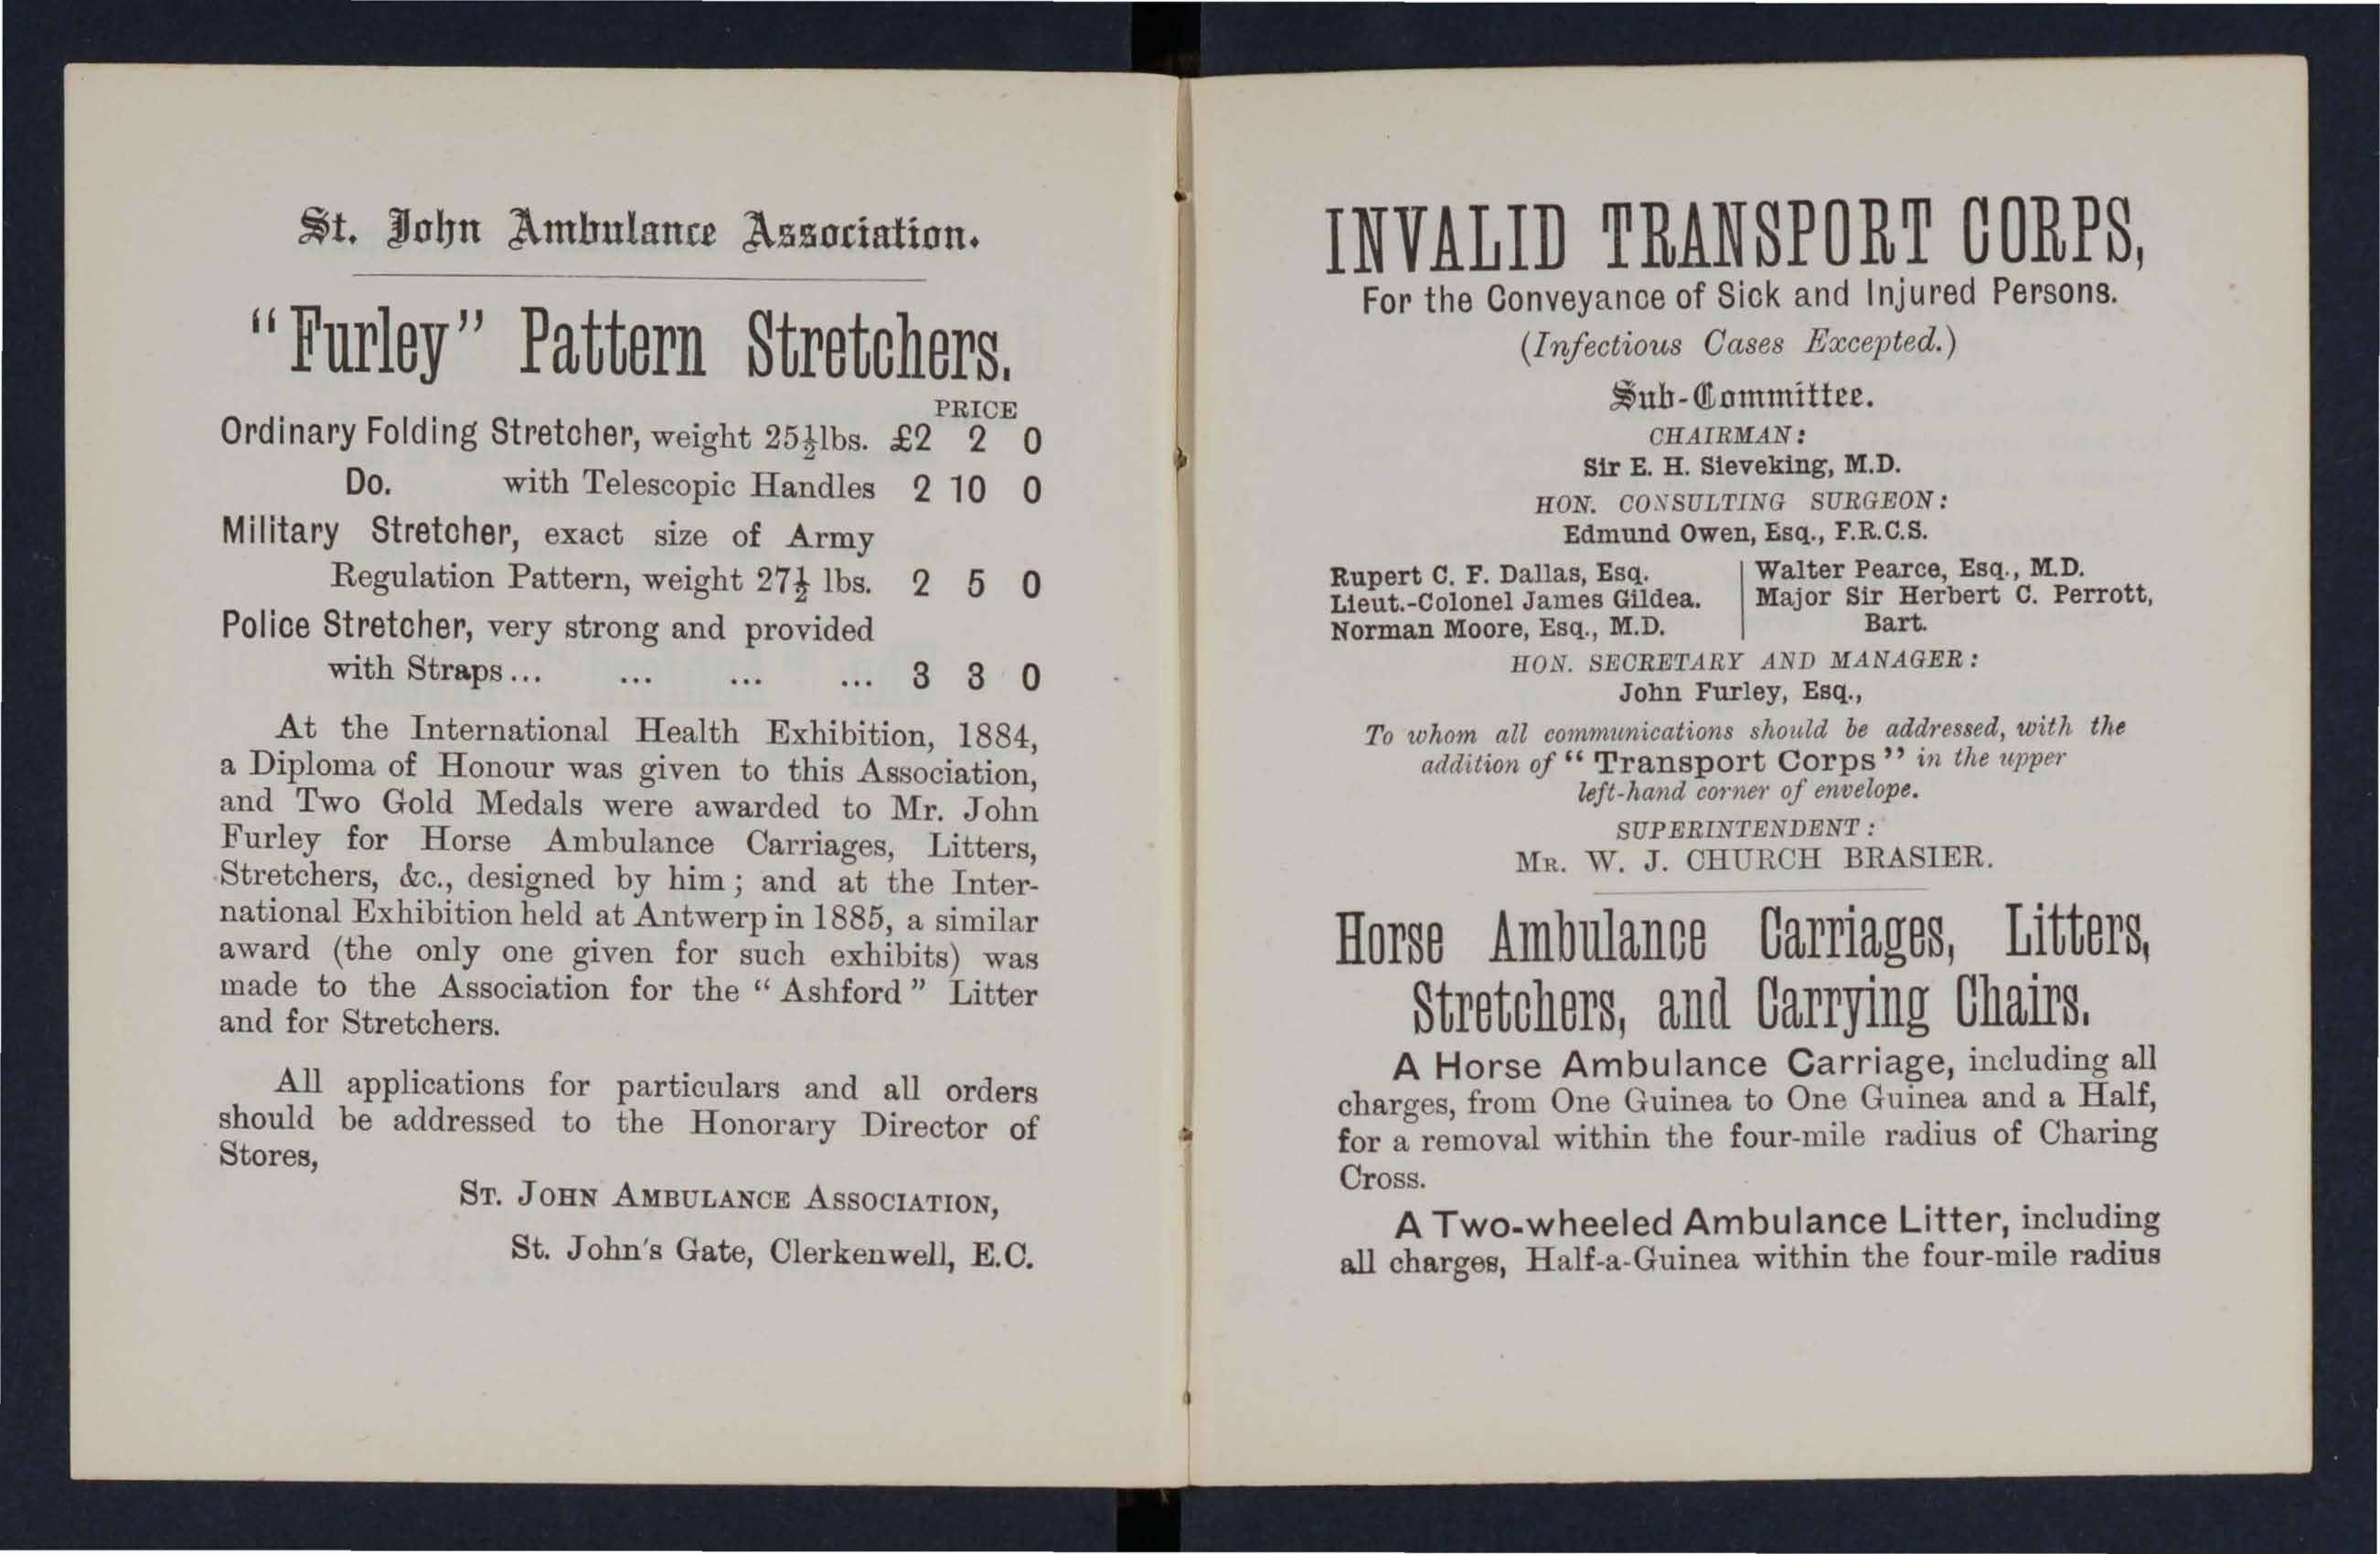 St. John Ambulance Association.
"Furley" Pattern Stretchers.
PRICE
Ordinary Folding Stretcher, weight 25½lbs. £2 2 0
Do. with Telescopic Handles 2 10 0
Military Stretcher, exact size of Army
Regulation Pattern, weight 27½ lbs. 2 5 0
Police Stretcher, very strong and provided
with Straps... ... ... ... 3 3 0
At the International Health Exhibition, 1884,
a Diploma of Honour was given to this Association,
and Two Gold Medals were awarded to Mr. John
Furley for Horse Ambulance Carriages, Litters,
Stretchers, &c., designed by him; and at the Inter-
national Exhibition held at Antwerp in 1885, a similar
award (the only one given for such exhibits) was
made to the Association for the "Ashford" Litter
and for Stretchers.
All applications for particulars and all orders
should be addressed to the Honorary Director of
Stores,
ST. JOHN AMBULANCE ASSOCIATION,
St. John's Gate, Clerkenwell, E.C.
INVALID TRANSPORT CORPS,
For the Conveyance of Sick and Injured Persons.
(Infectious Cases Excepted.)
Sub-Committee.
CHAIRMAN:
Sir E. H. Sieveking, M.D.
HON. CONSULTING SURGEON:
Edmund Owen, Esq., F.R.C.S.
Rupert C. F. Dallas, Esq.
Lieut.-Colonel James Gildea.
Norman Moore, Esq., M.D.
Walter Pearce, Esq., M.D.
Major Sir Herbert C. Perrott,
Bart.
HON. SECRETARY AND MANAGER:
John Furley, Esq.,
To whom all communications should be addressed, with the
addition of "Transport Corps" in the upper
left-hand corner of envelope.
SUPERINTENDENT:
MR. W. J. CHURCH BRASIER.
Horse Ambulance Carriages, Litters,
Stretchers, and Carrying Chairs.
A Horse Ambulance Carriage, including all
charges, from One Guinea to One Guinea and a Half,
for a removal within the four-mile radius of Charing
Cross.
A Two-wheeled Ambulance Litter, including
all charges, Half-a-Guinea within the four-mile radius